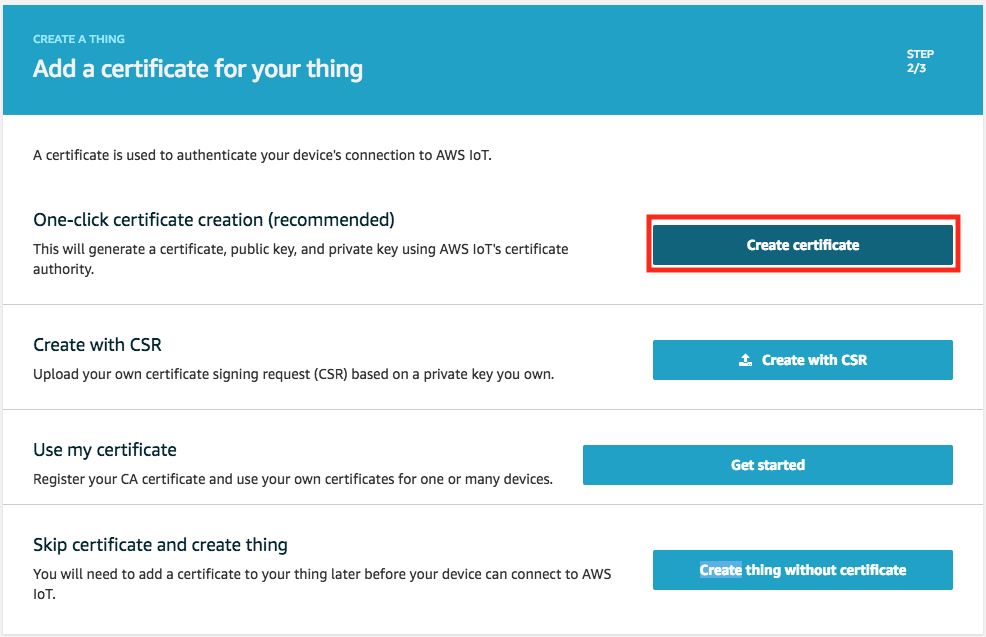 CREATE A THING
Add a certificate for your thing
STEP
2/3
A certificate is used to authenticate your device's connection to AWS IoT.
One-click certificate creation (recommended)
This will generate a certificate, public key, and private key using AWS IoT's certificate
authority.
Create certificate
Create with CSR
Upload your own certificate signing request (CSR) based on a private key you own.
Create with CSR
Use my certificate
Register your CA certificate and use your own certificates for one or many devices.
Get started
Skip certificate and create thing
You will need to add a certificate to your thing later before your device can connect to AWS
IoT.
Create thing without certificate